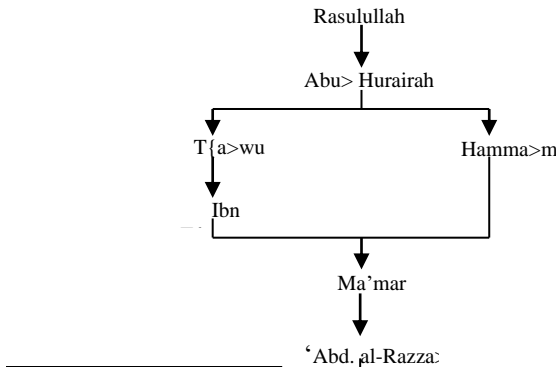 Rasulullah
Abu> Hurairah
T{a>wu
Hamma>m
Ibn
Ma’mar
‘Abd. al-Razza>